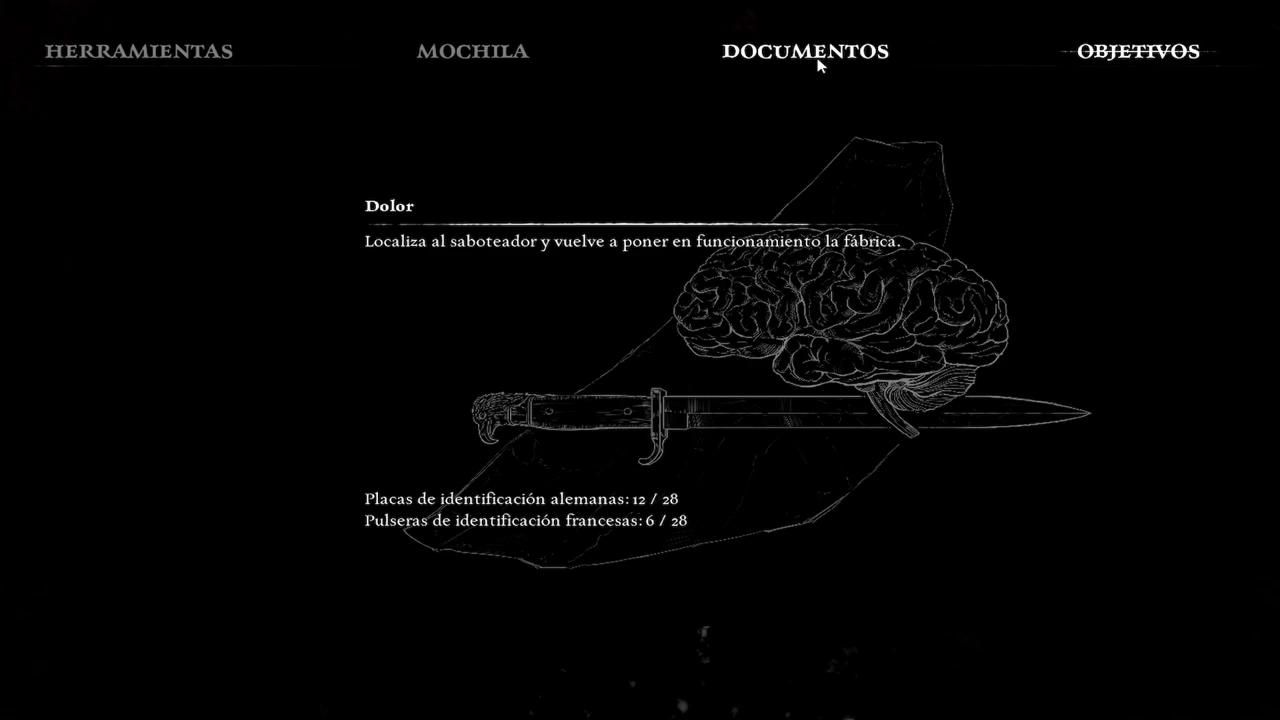 HERRAMIENTAS
MOCHILA
DOCUMENTOS
OBJETIVOS
Dolor
Localiza al saboteador y vuelve a poner en funcionamiento la fábrica.
Placas de identificación alemanas: 12 / 28
Pulseras de identificación francesas: 6 / 28